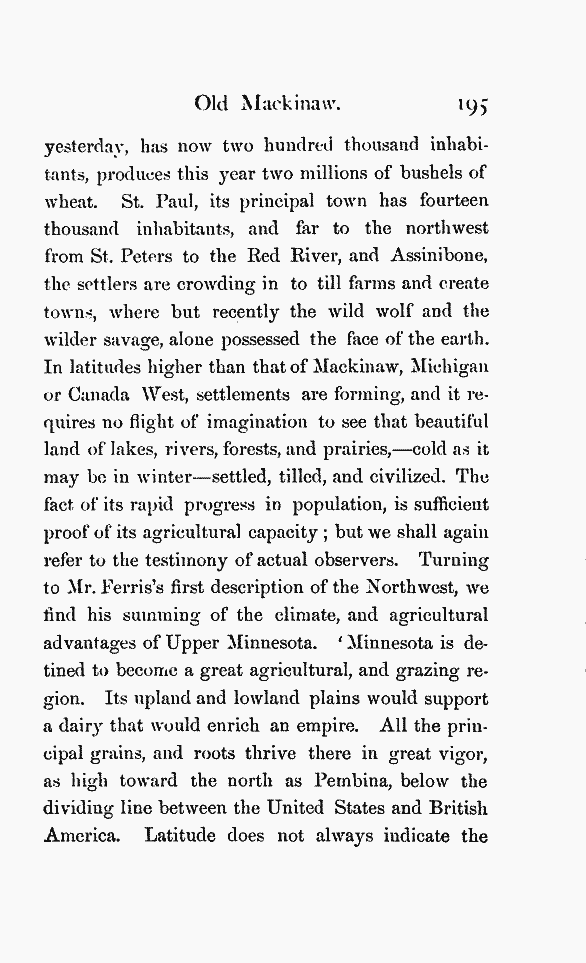 Old Mackinaw. 195
yesterday, has now two hundred thousand inhabi-
tants, produces this year two millions of bushels of
wheat. St. Paul, its principal town has fourteen
thousand inhabitants, and far to the northwest
from St. Peters to the Red River, and Assinibone,
the settlers are crowding in to till farms and create
towns, where but recently the wild wolf and the
wilder savage, alone possessed the face of the earth.
In latitudes higher than that of Mackinaw, Michigan
or Canada West, settlements are forming, and it re-
quires no flight of imagination to see that beautiful
land of lakes, rivers, forests, and prairies,—cold as it
may be in winter—settled, tilled, and civilized. The
fact of its rapid progress in population, is sufficient
proof of its agricultural capacity; but we shall again
refer to the testimony of actual observers. Turning
to Mr. Ferris's first description of the Northwest, we
find his summing of the climate, and agricultural
advantages of Upper Minnesota. ‘Minnesota is de-
tined to become a great agricultural, and grazing re-
gion. Its upland and lowland plains would support
a dairy that would enrich an empire. All the prin-
cipal grains, and roots thrive there in great vigor,
as high toward the north as Pembina, below the
dividing line between the United States and British
America. Latitude does not always indicate the